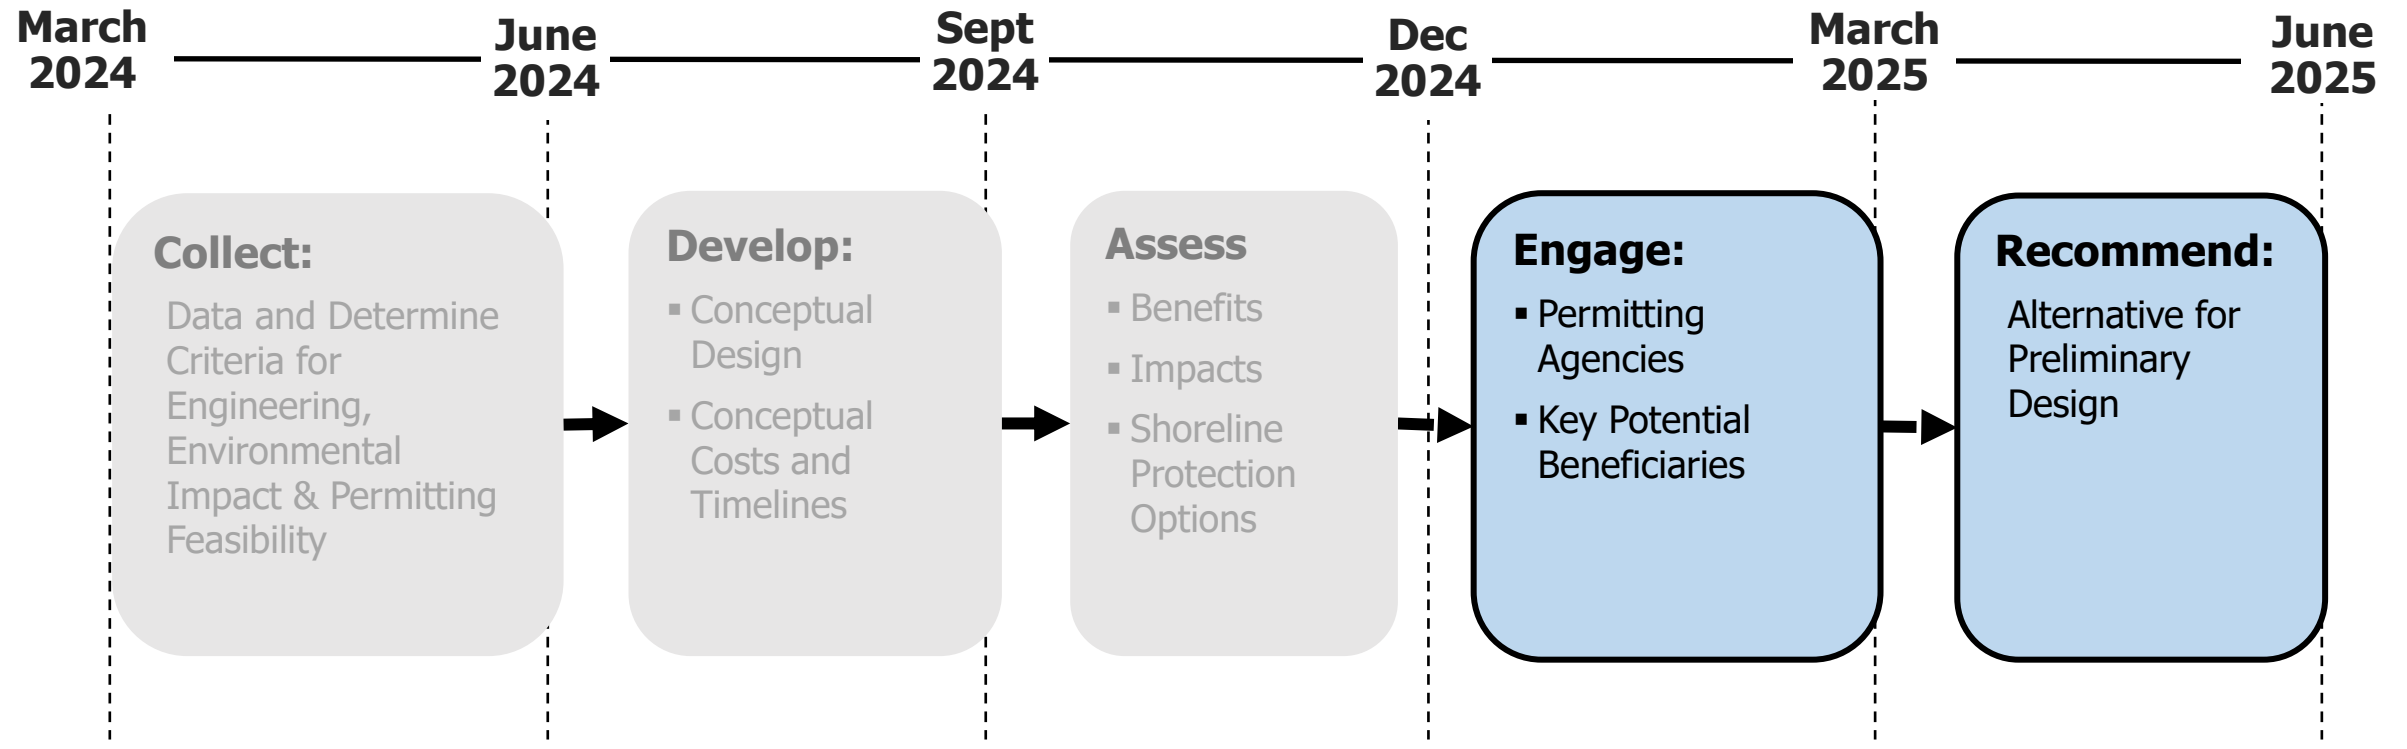 March
2024
June
2024
Sept
2024
Dec
2024
March
2025
June
2025
Collect:
Data and Determine
Criteria for
Engineering,
Environmental
Impact & Permitting
Feasibility
Develop:
▪ Conceptual
Design
▪ Conceptual
Costs and
Timelines
Assess
▪ Benefits
▪ Impacts
▪ Shoreline
Protection
Options
Engage:
▪ Permitting
Agencies
▪ Key Potential
Beneficiaries
Recommend:
Alternative for
Preliminary
Design